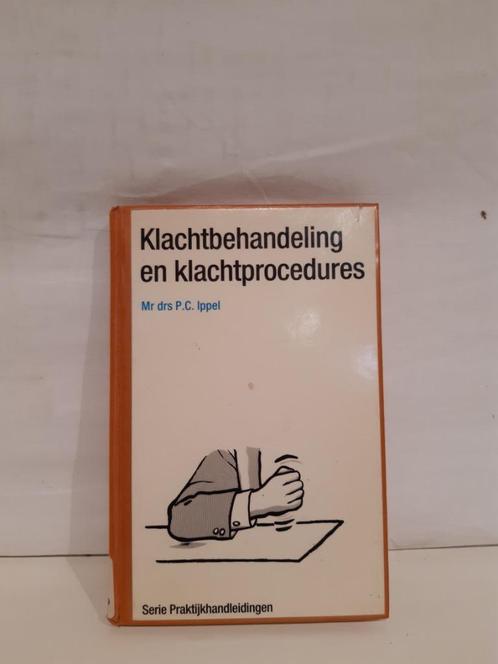 Klachtbehandeling
en klachtprocedures
Mr drs P.C. Ippel
Serie Praktijkhandleidingen